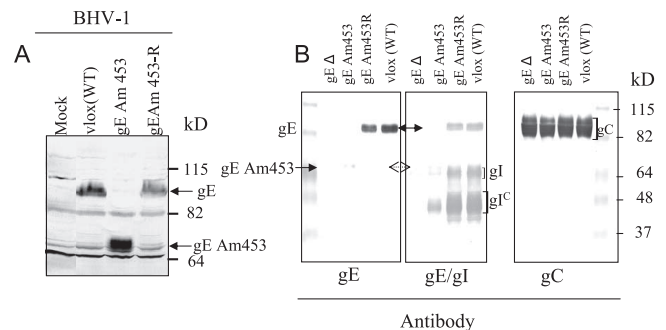 BHV-1
A
Mock
vlox(WT)
gE Am 453
gEAm 453-R
kD
115
gE
82
gE Am453
64
B
gE Δ
gE Am453
gE Am453R
vlox (WT)
gE Δ
gE Am453
gE Am453R
vlox (WT)
gE Δ
gE Am453
gE Am453R
vlox (WT)
kD
gE
gE Am453
gI
gIᶜ
gC
115
82
64
48
37
gE
gE/gI
gC
Antibody